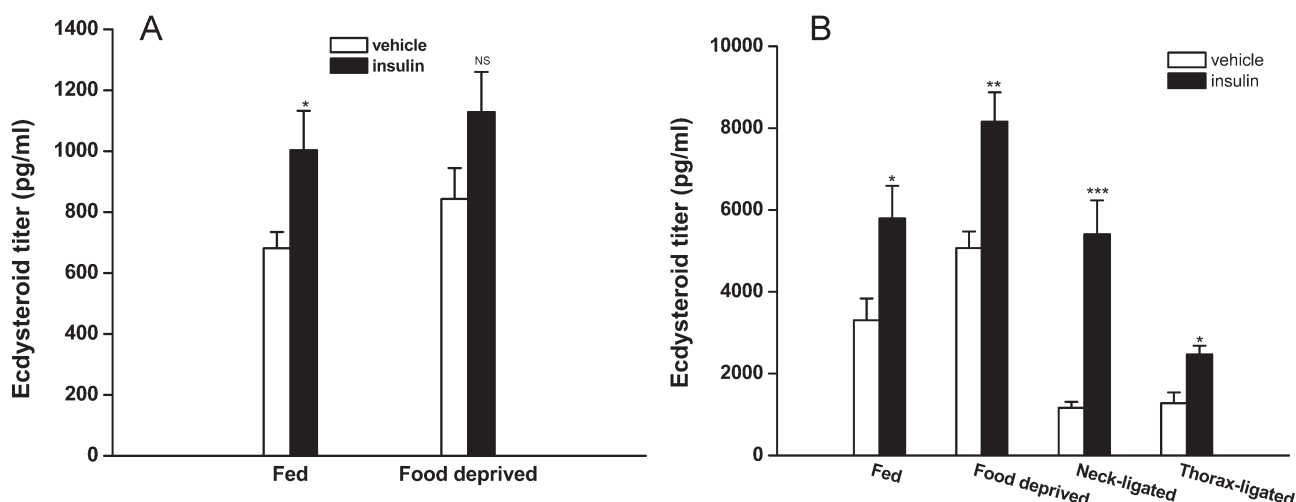 A
vehicle
insulin
Ecdysteroid titer (pg/ml)
1400
1200
1000
800
600
400
200
0
*
NS
Fed
Food deprived
B
vehicle
insulin
Ecdysteroid titer (pg/ml)
10000
8000
6000
4000
2000
0
*
**
***
*
Fed
Food deprived
Neck-ligated
Thorax-ligated